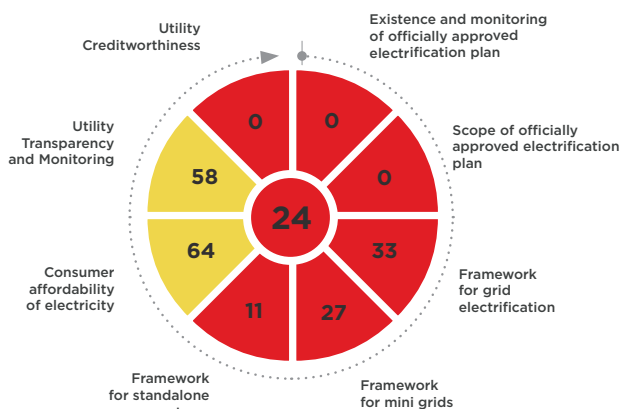 Existence and monitoring
of officially approved
electrification plan
0
Scope of officially
approved electrification
plan
0
Framework
for grid
electrification
33
Framework
for mini grids
27
Framework
for standalone
11
Consumer
affordability
of electricity
64
Utility
Transparency
and Monitoring
58
Utility
Creditworthiness
0
24